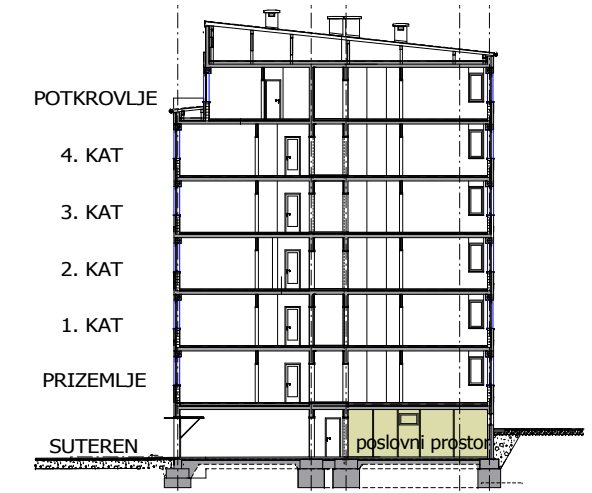 POTKROVLJE
4. KAT
3. KAT
2. KAT
1. KAT
PRIZEMLJE
SUTEREN
poslovni prostor